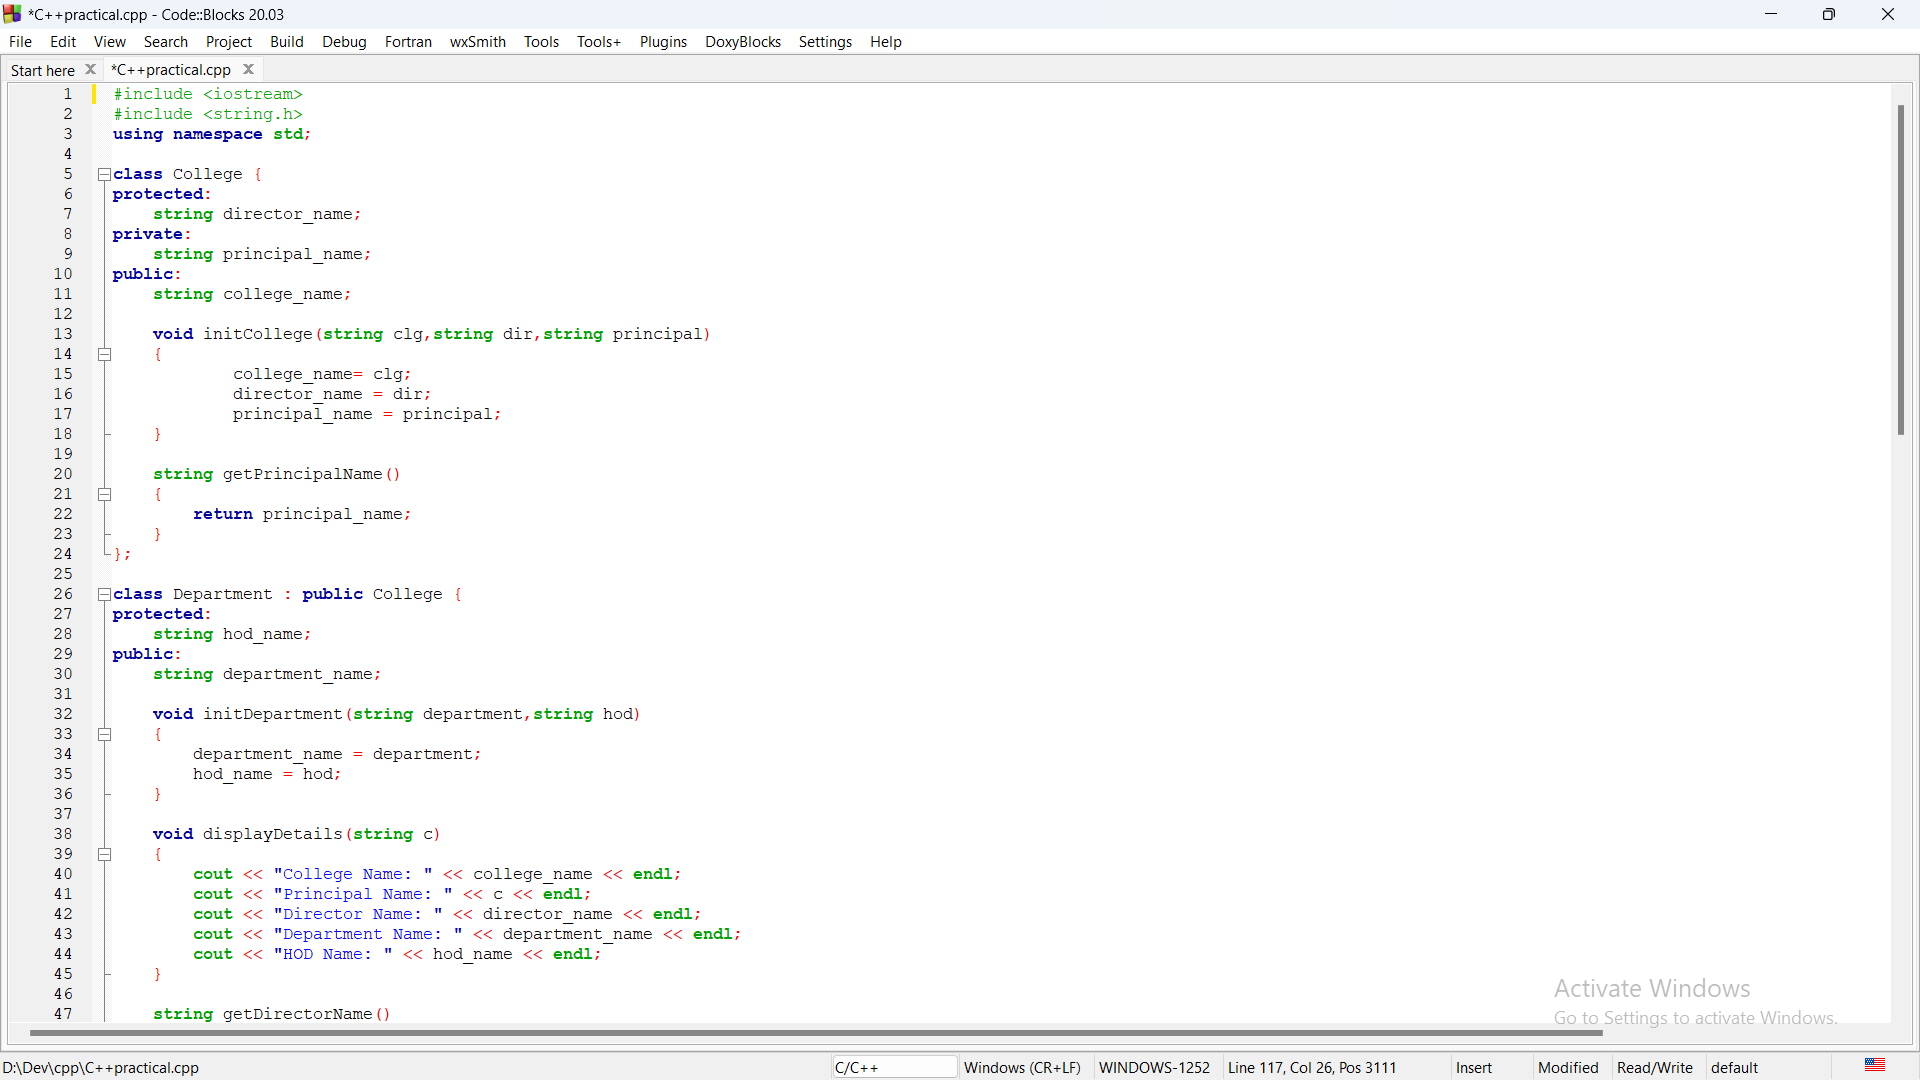 *C++practical.cpp - Code::Blocks 20.03
File Edit View Search Project Build Debug Fortran wxSmith Tools Tools+ Plugins DoxyBlocks Settings Help
Start here *C++practical.cpp
1 #include <iostream>
2 #include <string.h>
3 using namespace std;
4
5 class College {
6 protected:
7     string director_name;
8 private:
9     string principal_name;
10 public:
11     string college_name;
12
13     void initCollege(string clg,string dir,string principal)
14     {
15             college_name= clg;
16             director_name = dir;
17             principal_name = principal;
18     }
19
20     string getPrincipalName()
21     {
22         return principal_name;
23     }
24 };
25
26 class Department : public College {
27 protected:
28     string hod_name;
29 public:
30     string department_name;
31
32     void initDepartment(string department,string hod)
33     {
34         department_name = department;
35         hod_name = hod;
36     }
37
38     void displayDetails(string c)
39     {
40         cout << "College Name: " << college_name << endl;
41         cout << "Principal Name: " << c << endl;
42         cout << "Director Name: " << director_name << endl;
43         cout << "Department Name: " << department_name << endl;
44         cout << "HOD Name: " << hod_name << endl;
45     }
46
47     string getDirectorName()
Activate Windows
Go to Settings to activate Windows.
D:\Dev\cpp\C++practical.cpp C/C++ Windows (CR+LF) WINDOWS-1252 Line 117, Col 26, Pos 3111 Insert Modified Read/Write default